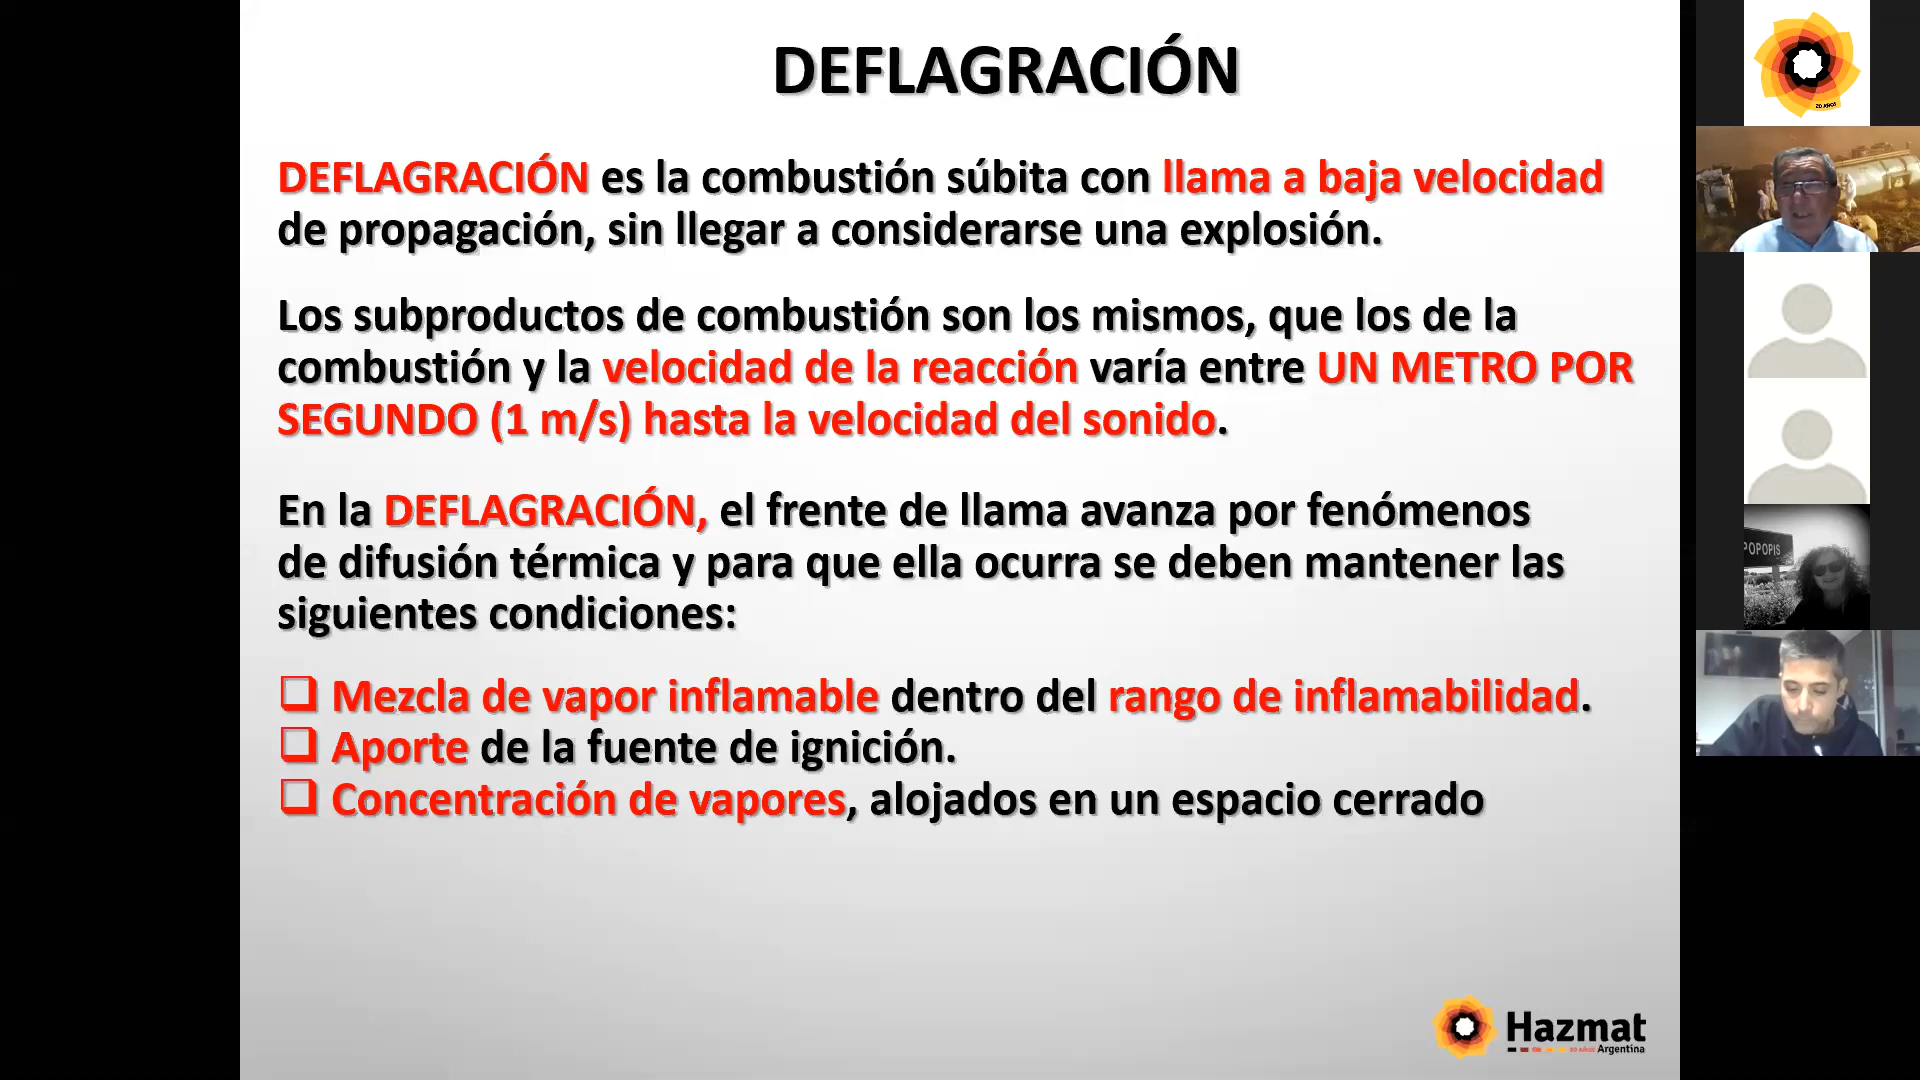 DEFLAGRACIÓN
DEFLAGRACIÓN es la combustión súbita con llama a baja velocidad
de propagación, sin llegar a considerarse una explosión.
Los subproductos de combustión son los mismos, que los de la
combustión y la velocidad de la reacción varía entre UN METRO POR
SEGUNDO (1 m/s) hasta la velocidad del sonido.
En la DEFLAGRACIÓN, el frente de llama avanza por fenómenos
de difusión térmica y para que ella ocurra se deben mantener las
siguientes condiciones:
❑ Mezcla de vapor inflamable dentro del rango de inflamabilidad.
❑ Aporte de la fuente de ignición.
❑ Concentración de vapores, alojados en un espacio cerrado
Hazmat
20 AÑOS Argentina
20 AÑOS
POPOPIS